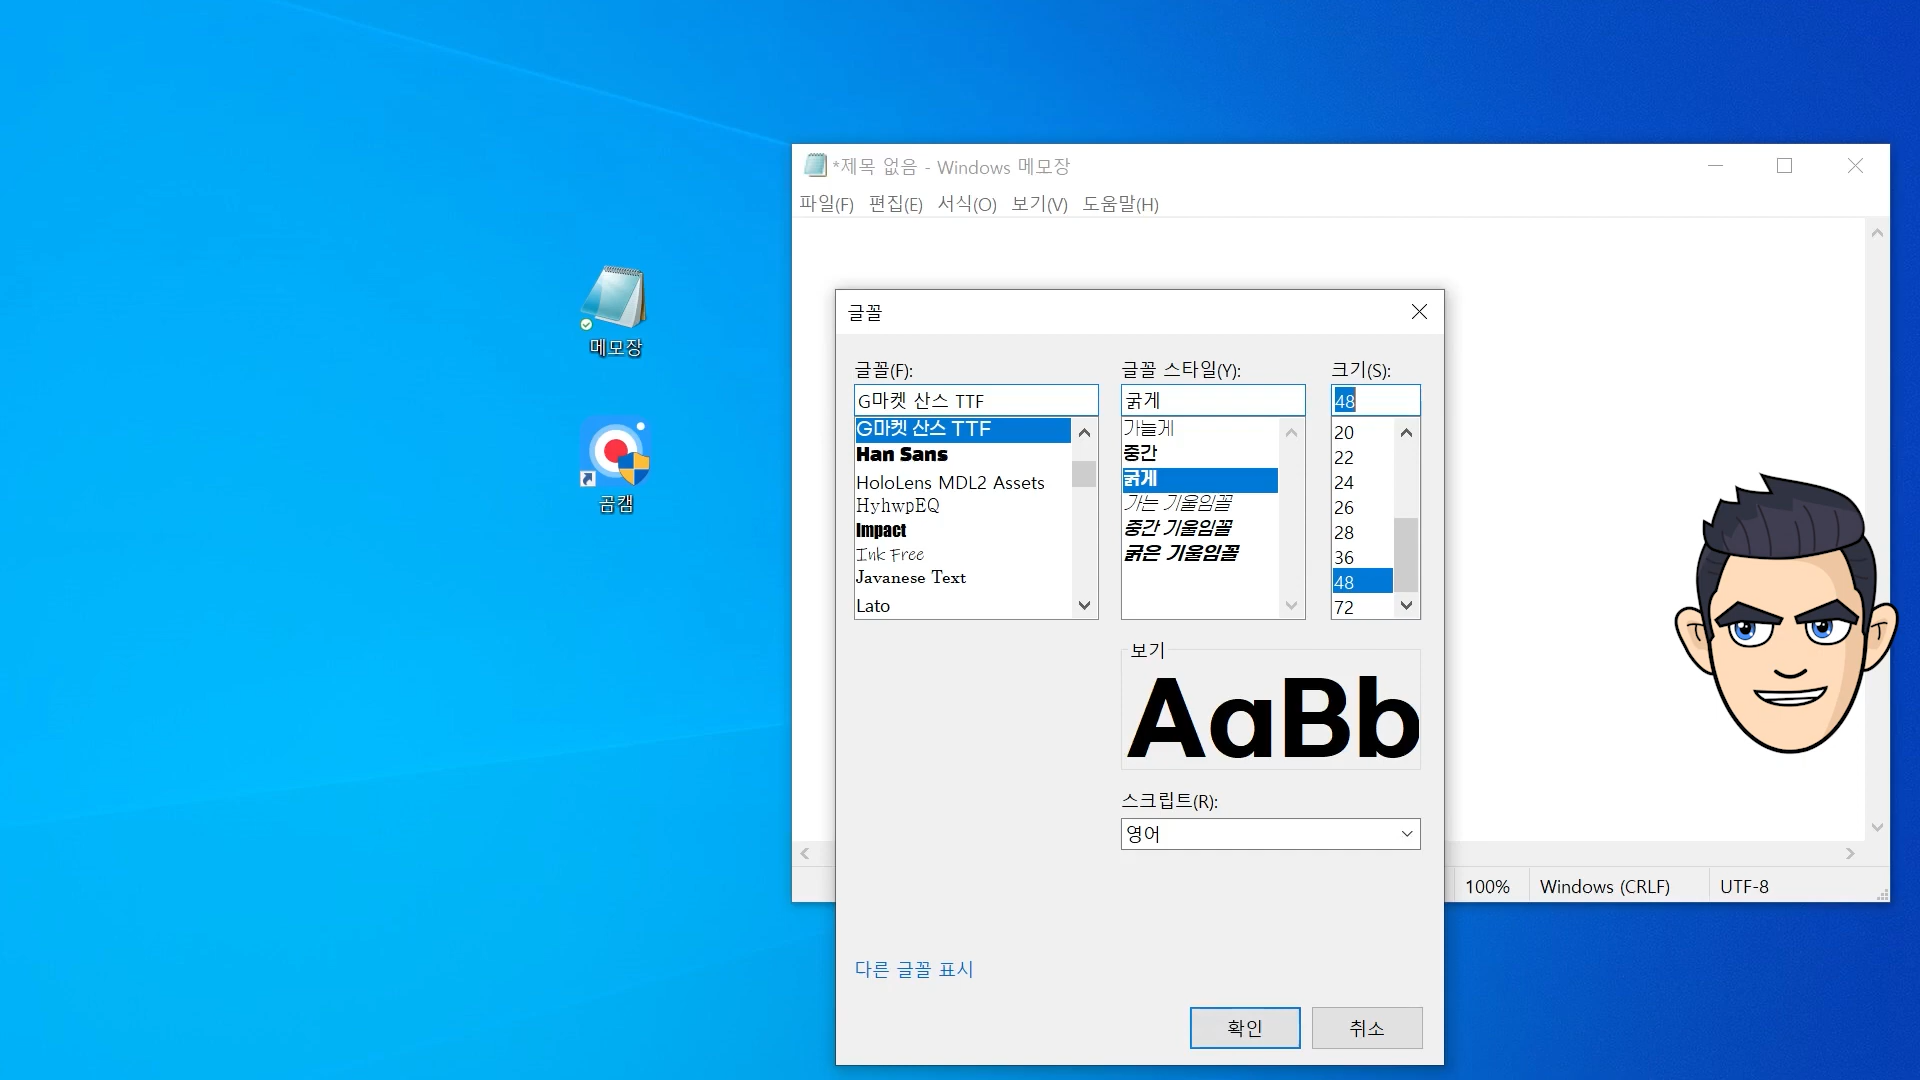 *제목 없음 - Windows 메모장
파일(F) 편집(E) 서식(O) 보기(V) 도움말(H)
메모장
곰캠
글꼴
글꼴(F):
G마켓 산스 TTF
G마켓 산스 TTF
Han Sans
HoloLens MDL2 Assets
HyhwpEQ
Impact
Ink Free
Javanese Text
Lato
글꼴 스타일(Y):
굵게
가늘게
중간
굵게
가는 기울임꼴
중간 기울임꼴
굵은 기울임꼴
크기(S):
48
20
22
24
26
28
36
48
72
보기
AaBb
스크립트(R):
영어
다른 글꼴 표시
확인 취소
100% Windows (CRLF) UTF-8